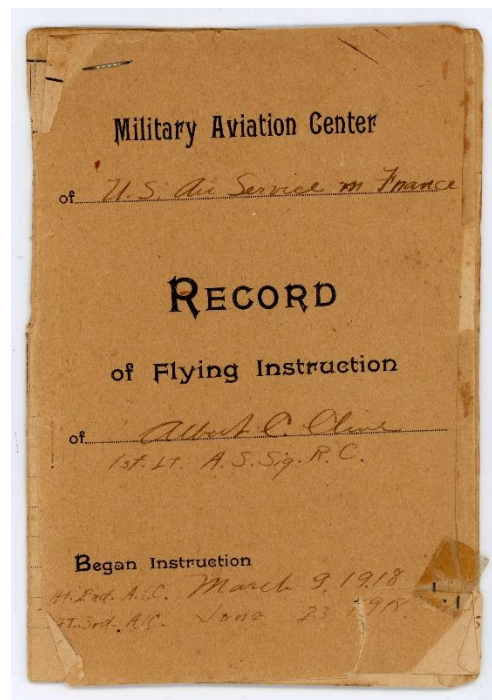 Military Aviation Center
of U.S. Air Service in France
RECORD
of Flying Instruction
of Albert C.
1st. Lt. A.S. Sig. R.C.
Began Instruction
At. 2nd. A.I.C. March 9, 1918
AT. 3rd. A.I.C. June 23, 1918.